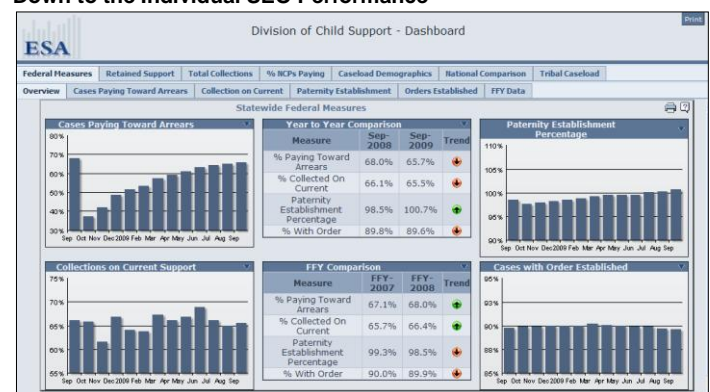 Down to the Individual SEO Performance
Print
ESA
Division of Child Support - Dashboard
Federal Measures Retained Support Total Collections % NCPs Paying Caseload Demographics National Comparison Tribal Caseload
Overview Cases Paying Toward Arrears Collection on Current Paternity Establishment Orders Established FFY Data
Statewide Federal Measures
Cases Paying Toward Arrears
80%
70%
60%
50%
40%
30%
Sep Oct Nov Dec 2009 Feb Mar Apr May Jun Jul Aug Sep
Year to Year Comparison
Measure Sep-2008 Sep-2009 Trend
% Paying Toward Arrears 68.0% 65.7%
% Collected On Current 66.1% 65.5%
Paternity Establishment Percentage 98.5% 100.7%
% With Order 89.8% 89.6%
Paternity Establishment Percentage
110%
105%
100%
95%
90%
Sep Oct Nov Dec 2009 Feb Mar Apr May Jun Jul Aug Sep
Collections on Current Support
75%
70%
65%
60%
55%
Sep Oct Nov Dec 2009 Feb Mar Apr May Jun Jul Aug Sep
FFY Comparison
Measure FFY-2007 FFY-2008 Trend
% Paying Toward Arrears 67.1% 68.0%
% Collected On Current 65.7% 66.4%
Paternity Establishment Percentage 99.3% 98.5%
% With Order 90.0% 89.9%
Cases with Order Established
95%
93%
90%
88%
85%
Sep Oct Nov Dec 2009 Feb Mar Apr May Jun Jul Aug Sep